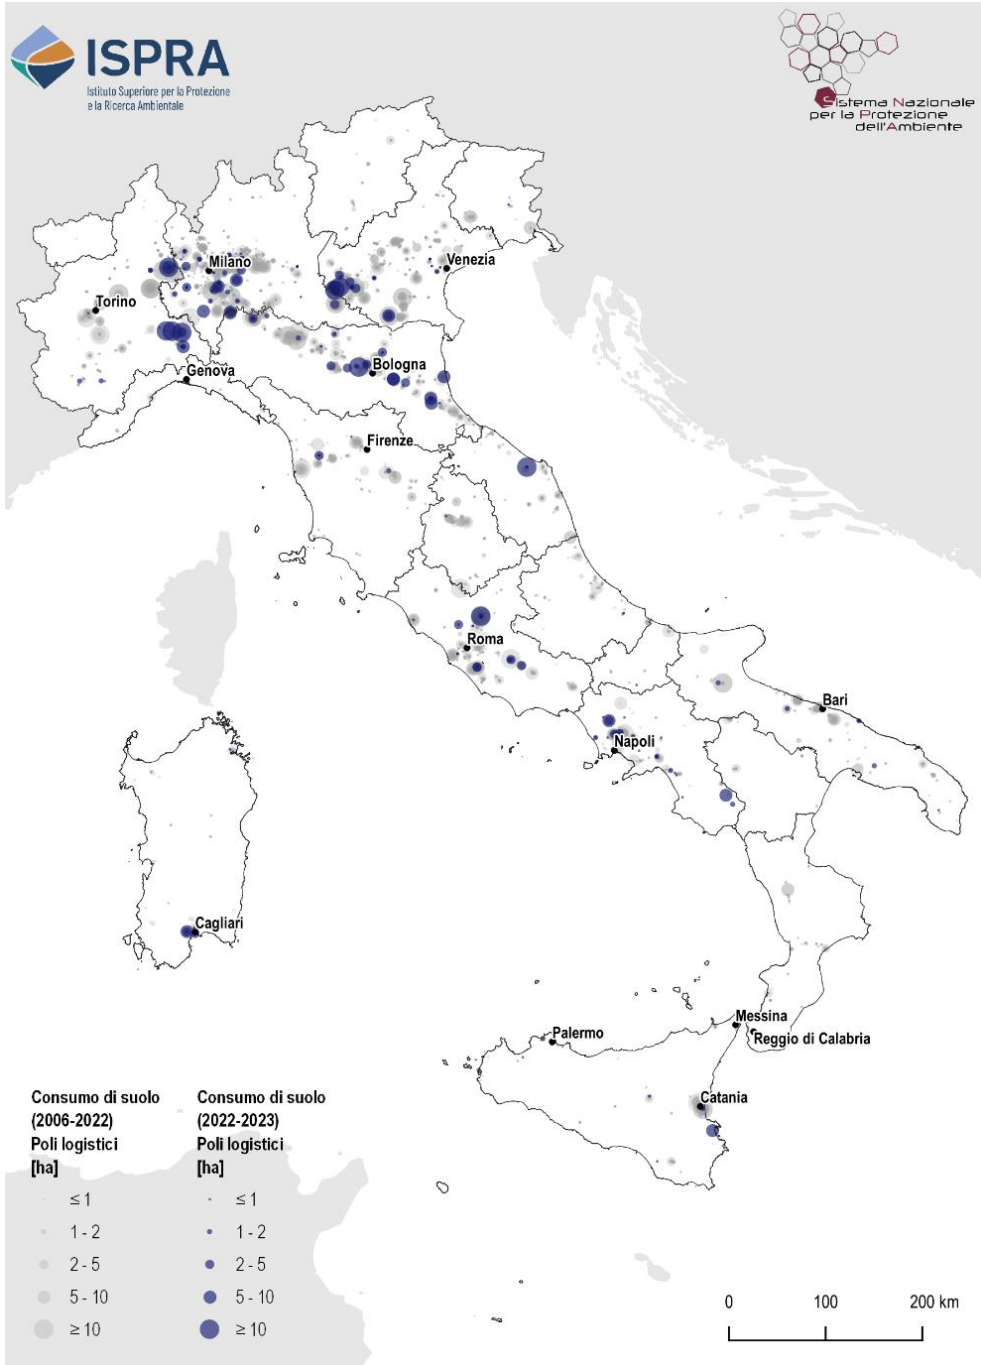 ISPRA
Istituto Superiore per la Protezione
e la Ricerca Ambientale
Sistema Nazionale
per la Protezione
dell'Ambiente
Milano
Venezia
Torino
Bologna
Genova
Firenze
Roma
Bari
Napoli
Cagliari
Messina
Palermo
Reggio di Calabria
Catania
Consumo di suolo
(2006-2022)
Poli logistici
[ha]
≤ 1
1 - 2
2 - 5
5 - 10
≥ 10
Consumo di suolo
(2022-2023)
Poli logistici
[ha]
≤ 1
1 - 2
2 - 5
5 - 10
≥ 10
0 100 200 km